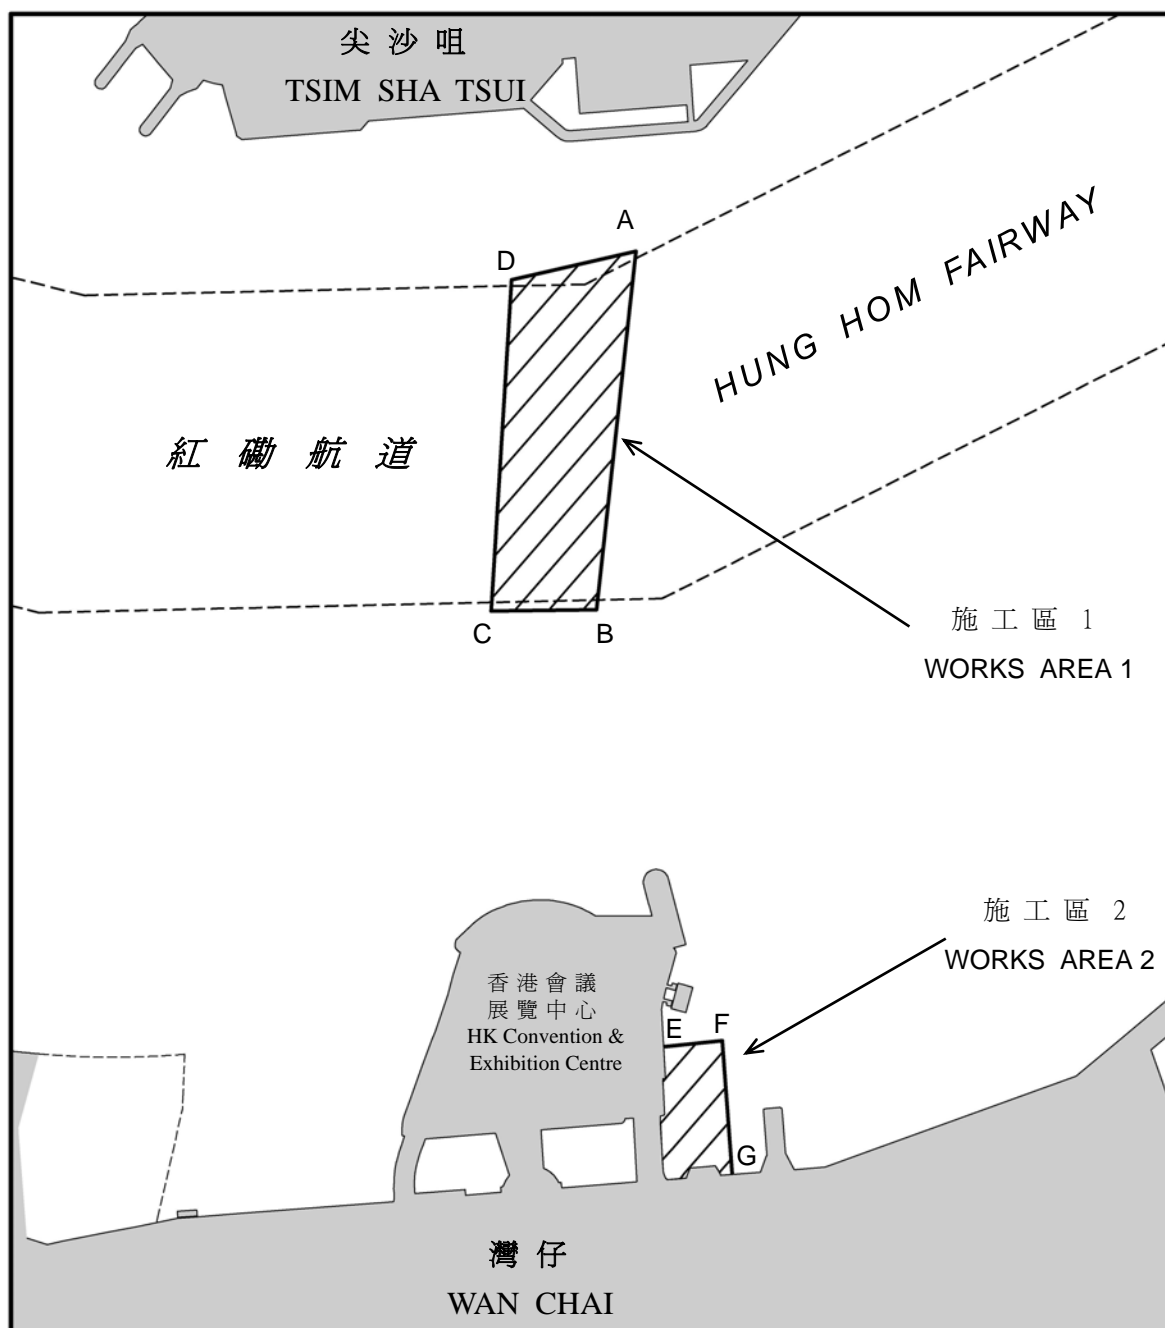 尖沙咀
TSIM SHA TSUI
A
D
HUNG HOM FAIRWAY
紅磡航道
C
B
施工區 1
WORKS AREA 1
施工區 2
WORKS AREA 2
香港會議
展覽中心
HK Convention &
Exhibition Centre
E
F
G
灣仔
WAN CHAI